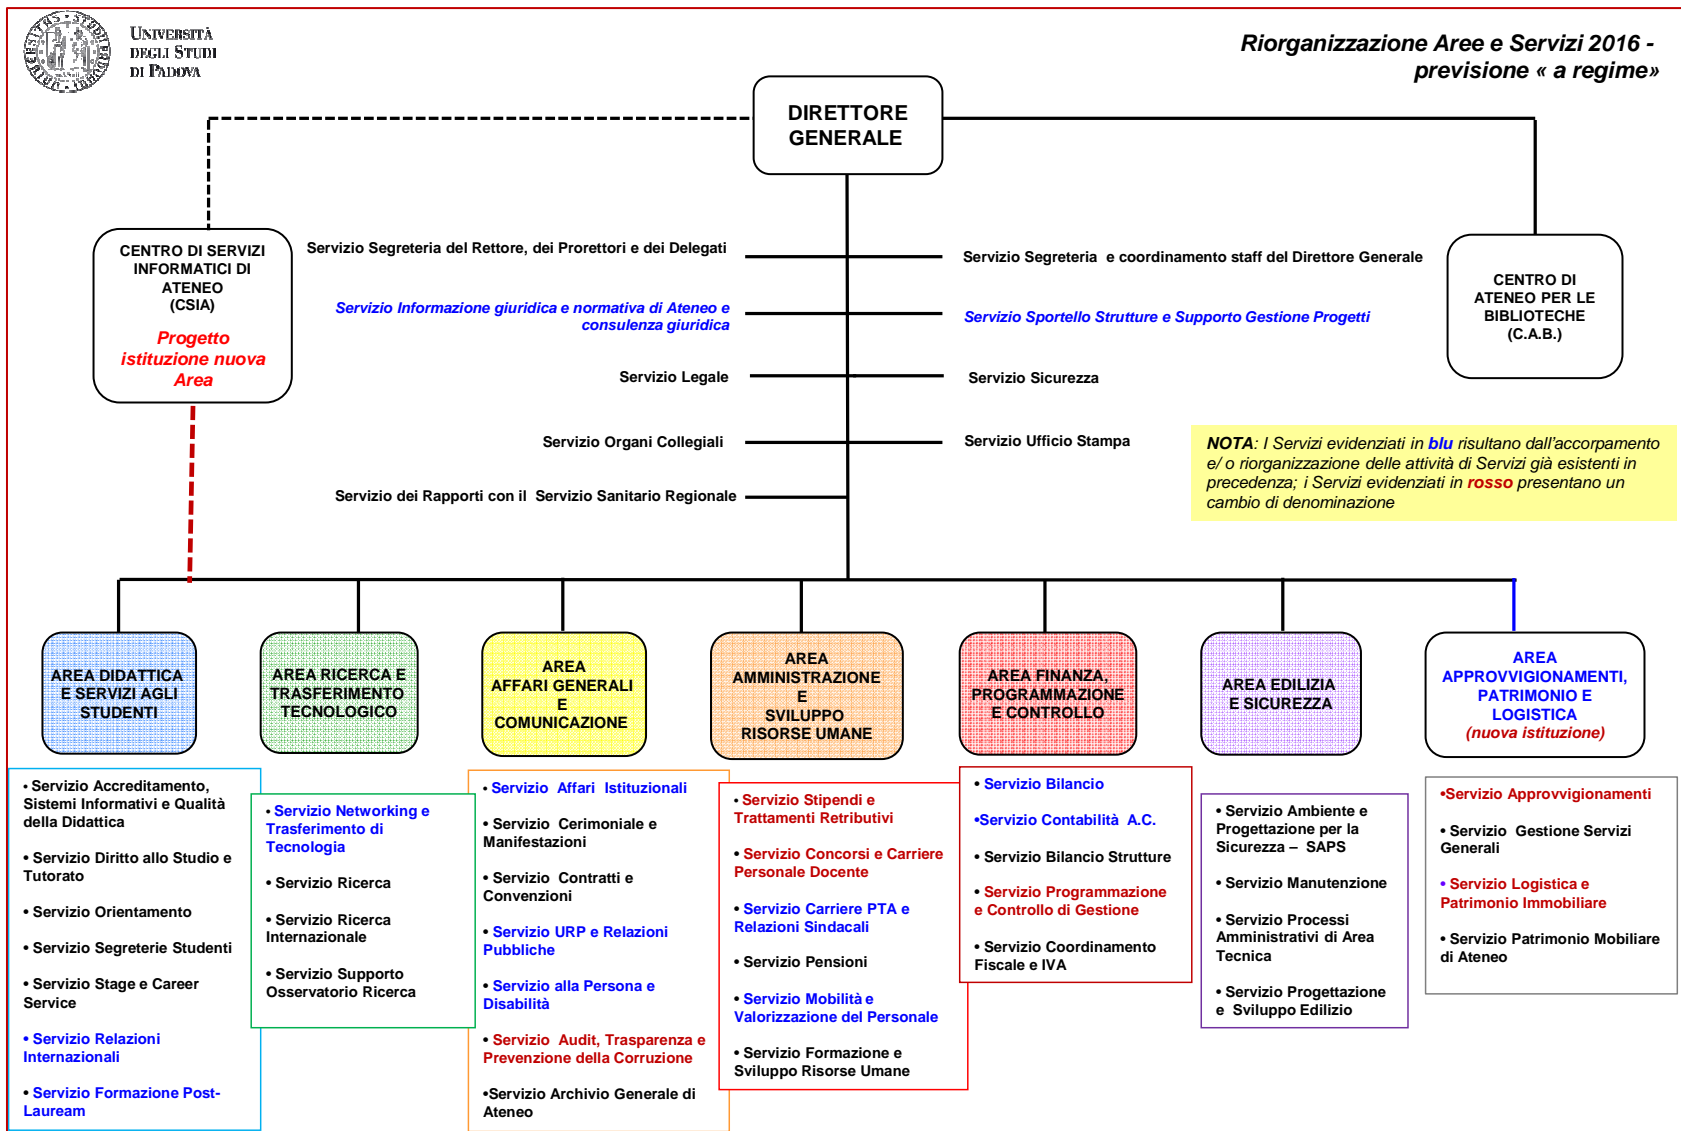 UNIVERSITÀ
DEGLI STUDI
DI PADOVA
Riorganizzazione Aree e Servizi 2016 -
previsione « a regime»
DIRETTORE
GENERALE
CENTRO DI SERVIZI
INFORMATICI DI
ATENEO
(CSIA)
Progetto
istituzione nuova
Area
Servizio Segreteria del Rettore, dei Prorettori e dei Delegati
Servizio Segreteria e coordinamento staff del Direttore Generale
Servizio Informazione giuridica e normativa di Ateneo e
consulenza giuridica
Servizio Sportello Strutture e Supporto Gestione Progetti
Servizio Legale
Servizio Sicurezza
Servizio Organi Collegiali
Servizio Ufficio Stampa
Servizio dei Rapporti con il Servizio Sanitario Regionale
CENTRO DI
ATENEO PER LE
BIBLIOTECHE
(C.A.B.)
NOTA: I Servizi evidenziati in blu risultano dall'accorpamento
e/ o riorganizzazione delle attività di Servizi già esistenti in
precedenza; i Servizi evidenziati in rosso presentano un
cambio di denominazione
AREA DIDATTICA
E SERVIZI AGLI
STUDENTI
AREA RICERCA E
TRASFERIMENTO
TECNOLOGICO
AREA
AFFARI GENERALI
E
COMUNICAZIONE
AREA
AMMINISTRAZIONE
E
SVILUPPO
RISORSE UMANE
AREA FINANZA,
PROGRAMMAZIONE
E CONTROLLO
AREA EDILIZIA
E SICUREZZA
AREA
APPROVVIGIONAMENTI,
PATRIMONIO E
LOGISTICA
(nuova istituzione)
• Servizio Accreditamento,
Sistemi Informativi e Qualità
della Didattica
• Servizio Diritto allo Studio e
Tutorato
• Servizio Orientamento
• Servizio Segreterie Studenti
• Servizio Stage e Career
Service
• Servizio Relazioni
Internazionali
• Servizio Formazione Post-
Lauream
• Servizio Networking e
Trasferimento di
Tecnologia
• Servizio Ricerca
• Servizio Ricerca
Internazionale
• Servizio Supporto
Osservatorio Ricerca
• Servizio Affari Istituzionali
• Servizio Cerimoniale e
Manifestazioni
• Servizio Contratti e
Convenzioni
• Servizio URP e Relazioni
Pubbliche
• Servizio alla Persona e
Disabilità
• Servizio Audit, Trasparenza e
Prevenzione della Corruzione
•Servizio Archivio Generale di
Ateneo
• Servizio Stipendi e
Trattamenti Retributivi
• Servizio Concorsi e Carriere
Personale Docente
• Servizio Carriere PTA e
Relazioni Sindacali
• Servizio Pensioni
• Servizio Mobilità e
Valorizzazione del Personale
• Servizio Formazione e
Sviluppo Risorse Umane
• Servizio Bilancio
•Servizio Contabilità A.C.
• Servizio Bilancio Strutture
• Servizio Programmazione
e Controllo di Gestione
• Servizio Coordinamento
Fiscale e IVA
• Servizio Ambiente e
Progettazione per la
Sicurezza – SAPS
• Servizio Manutenzione
• Servizio Processi
Amministrativi di Area
Tecnica
• Servizio Progettazione
e Sviluppo Edilizio
•Servizio Approvvigionamenti
• Servizio Gestione Servizi
Generali
• Servizio Logistica e
Patrimonio Immobiliare
• Servizio Patrimonio Mobiliare
di Ateneo